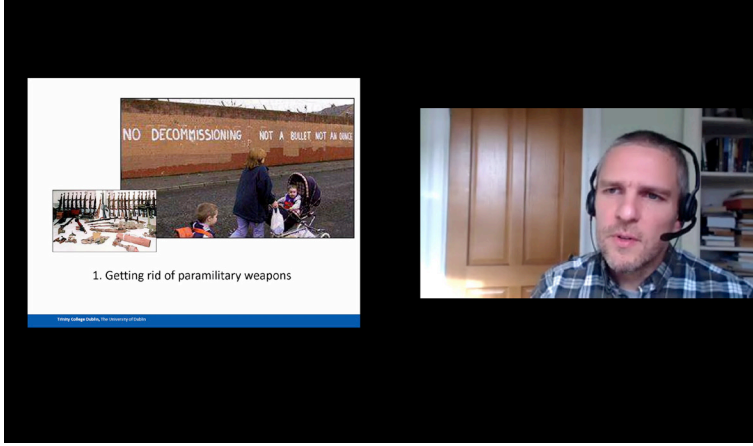 NO DECOMMISSIONING NOT A BULLET NOT AN OUNCE
1. Getting rid of paramilitary weapons
Trinity College Dublin, The University of Dublin